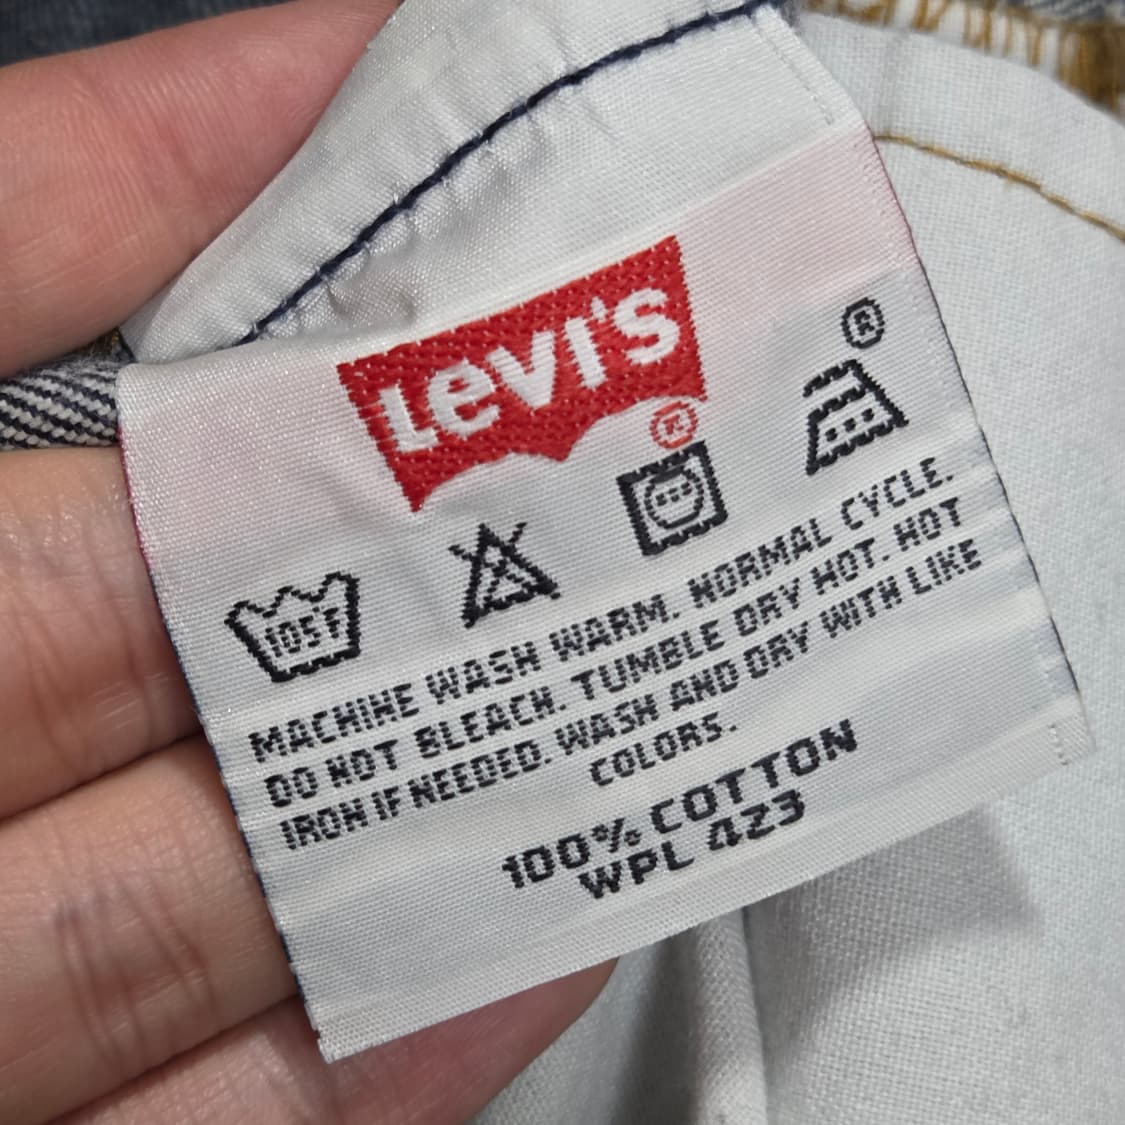 Levi's
®
®
105°F
MACHINE WASH WARM. NORMAL CYCLE.
DO NOT BLEACH. TUMBLE DRY HOT. HOT
IRON IF NEEDED. WASH AND DRY WITH LIKE
COLORS.
100% COTTON
WPL 423